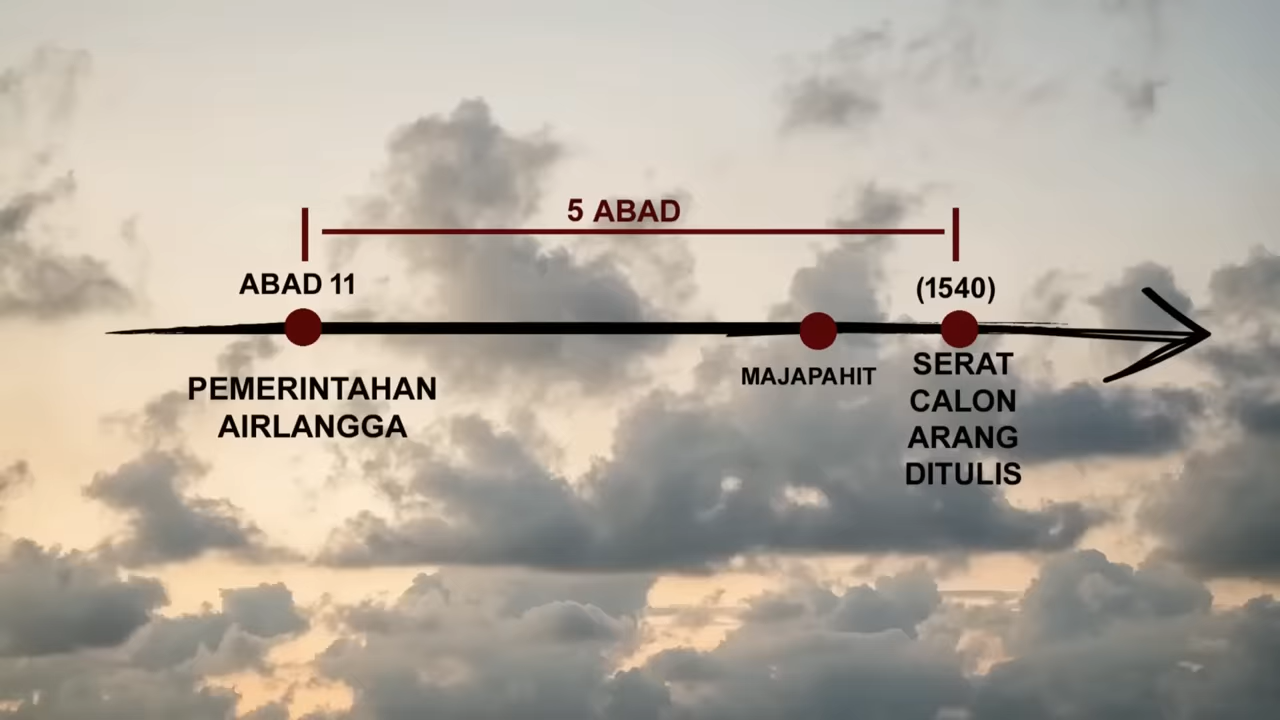 5 ABAD
ABAD 11
(1540)
PEMERINTAHAN
AIRLANGGA
MAJAPAHIT
SERAT
CALON
ARANG
DITULIS